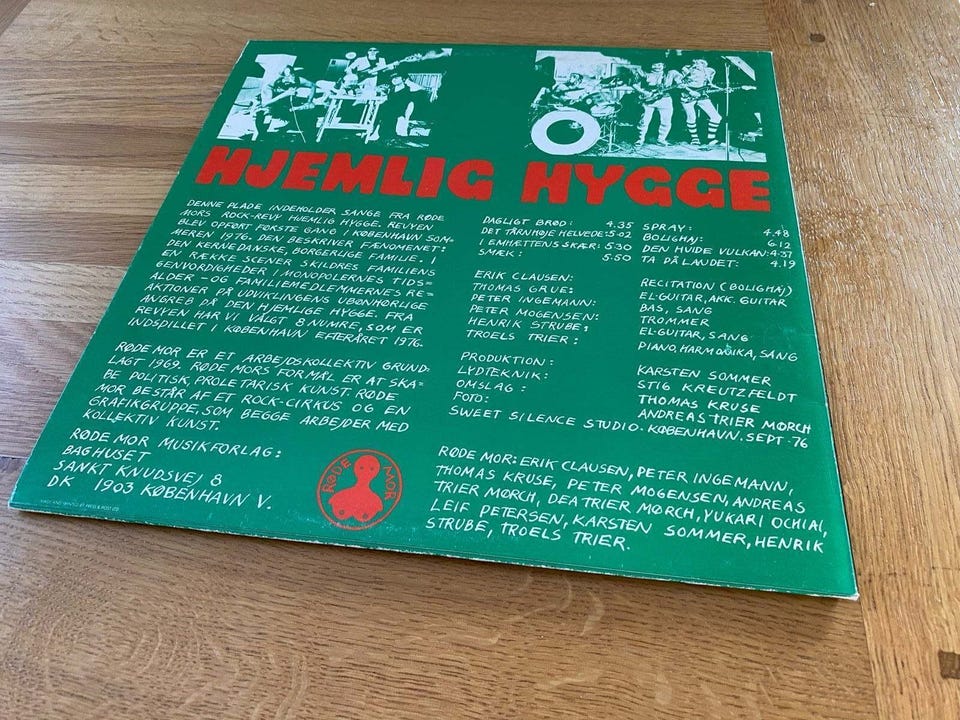 HJEMLIG HYGGE
DENNE PLADE INDEHOLDER SANGE FRA RØDE
MORS ROCK-REVY HJEMLIG HYGGE. REVYEN
BLEV OPFØRT FØRSTE GANG I KØBENHAVN SOM=
MEREN 1976. DEN BESKRIVER FÆNOMENET:
DEN KERNEDANSKE, BORGERLIGE FAMILIE. I
EN RÆKKE SCENER SKILDRES FAMILIENS
GENVORDIGHEDER I MONOPOLERNES TIDS=
ALDER - OG FAMILIEMEDLEMMERNES RE=
AKTIONER PÅ UDVIKLINGENS UBØNHØRLIGE
ANGREB PÅ DEN HJEMLIGE HYGGE. FRA
REVYEN HAR VI VALGT 8 NUMRE, SOM ER
INDSPILLET I KØBENHAVN EFTERÅRET 1976.
RØDE MOR ER ET ARBEJDSKOLLEKTIV GRUND=
LAGT 1969. RØDE MORS FORMÅL ER AT SKA=
BE POLITISK, PROLETARISK KUNST. RØDE
MOR BESTÅR AF ET ROCK-CIRKUS OG EN
GRAFIKGRUPPE, SOM BEGGE ARBEJDER MED
KOLLEKTIV KUNST.
RØDE MOR MUSIKFORLAG:
BAGHUSET
SANKT KNUDSVEJ 8
DK 1903 KØBENHAVN V.
RØDE MOR
DAGLIGT BRØD: 4.35
DET TÅRNHØJE HELVEDE: 5.02
I EMHÆTTENS SKÆR: 5.30
SMÆK: 5.50
SPRAY: 4.48
BOLIGHAJ: 6.12
DEN HVIDE VULKAN: 4.37
TA PÅ LANDET: 4.19
ERIK CLAUSEN: RECITATION (BOLIGHAJ)
THOMAS GRUE: EL-GUITAR, AKK. GUITAR
PETER INGEMANN: BAS, SANG
PETER MOGENSEN: TROMMER
HENRIK STRUBE: EL-GUITAR, SANG
TROELS TRIER: PIANO, HARMONIKA, SANG
PRODUKTION: KARSTEN SOMMER
LYDTEKNIK: STIG KREUTZFELDT
OMSLAG: THOMAS KRUSE
FOTO: ANDREAS TRIER MØRCH
SWEET SILENCE STUDIO. KØBENHAVN. SEPT. 76
RØDE MOR: ERIK CLAUSEN, PETER INGEMANN,
THOMAS KRUSE, PETER MOGENSEN, ANDREAS
TRIER MØRCH, DEA TRIER MØRCH, YUKARI OCHIAI,
LEIF PETERSEN, KARSTEN SOMMER, HENRIK
STRUBE, TROELS TRIER.